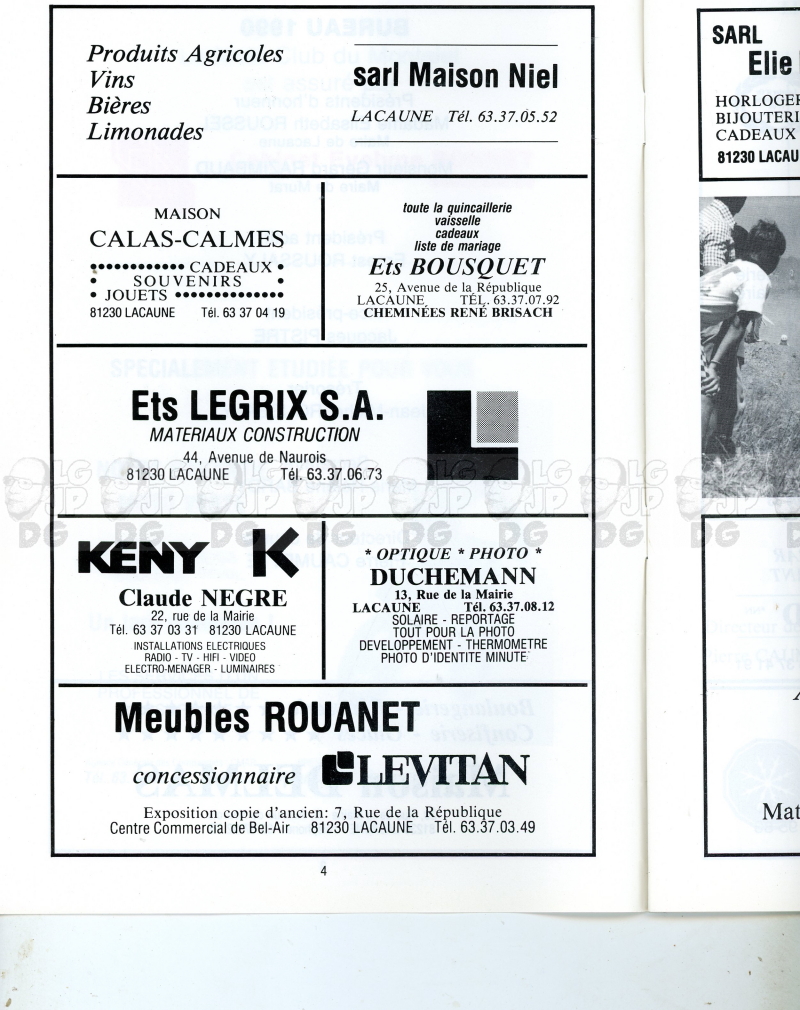 Produits Agricoles
Vins
Bières
Limonades
sarl Maison Niel
LACAUNE Tél. 63.37.05.52
MAISON
CALAS-CALMES
CADEAUX
SOUVENIRS
JOUETS
81230 LACAUNE Tél. 63 37 04 19
toute la quincaillerie
vaisselle
cadeaux
liste de mariage
Ets BOUSQUET
25, Avenue de la République
LACAUNE TÉL. 63.37.07.92
CHEMINÉES RENÉ BRISACH
Ets LEGRIX S.A.
MATERIAUX CONSTRUCTION
44, Avenue de Naurois
81230 LACAUNE Tél. 63.37.06.73
KENY K
Claude NEGRE
22, rue de la Mairie
Tél. 63 37 03 31 81230 LACAUNE
INSTALLATIONS ELECTRIQUES
RADIO - TV - HIFI - VIDEO
ELECTRO-MENAGER - LUMINAIRES
* OPTIQUE * PHOTO *
DUCHEMANN
13, Rue de la Mairie
LACAUNE Tél. 63.37.08.12
SOLAIRE - REPORTAGE
TOUT POUR LA PHOTO
DEVELOPPEMENT - THERMOMETRE
PHOTO D'IDENTITE MINUTE
Meubles ROUANET
concessionnaire LEVITAN
Exposition copie d'ancien: 7, Rue de la République
Centre Commercial de Bel-Air 81230 LACAUNE Tél. 63.37.03.49
4
SARL
Elie
HORLOGER
BIJOUTERI
CADEAUX
81230 LACAU
Mat
LG JP DG